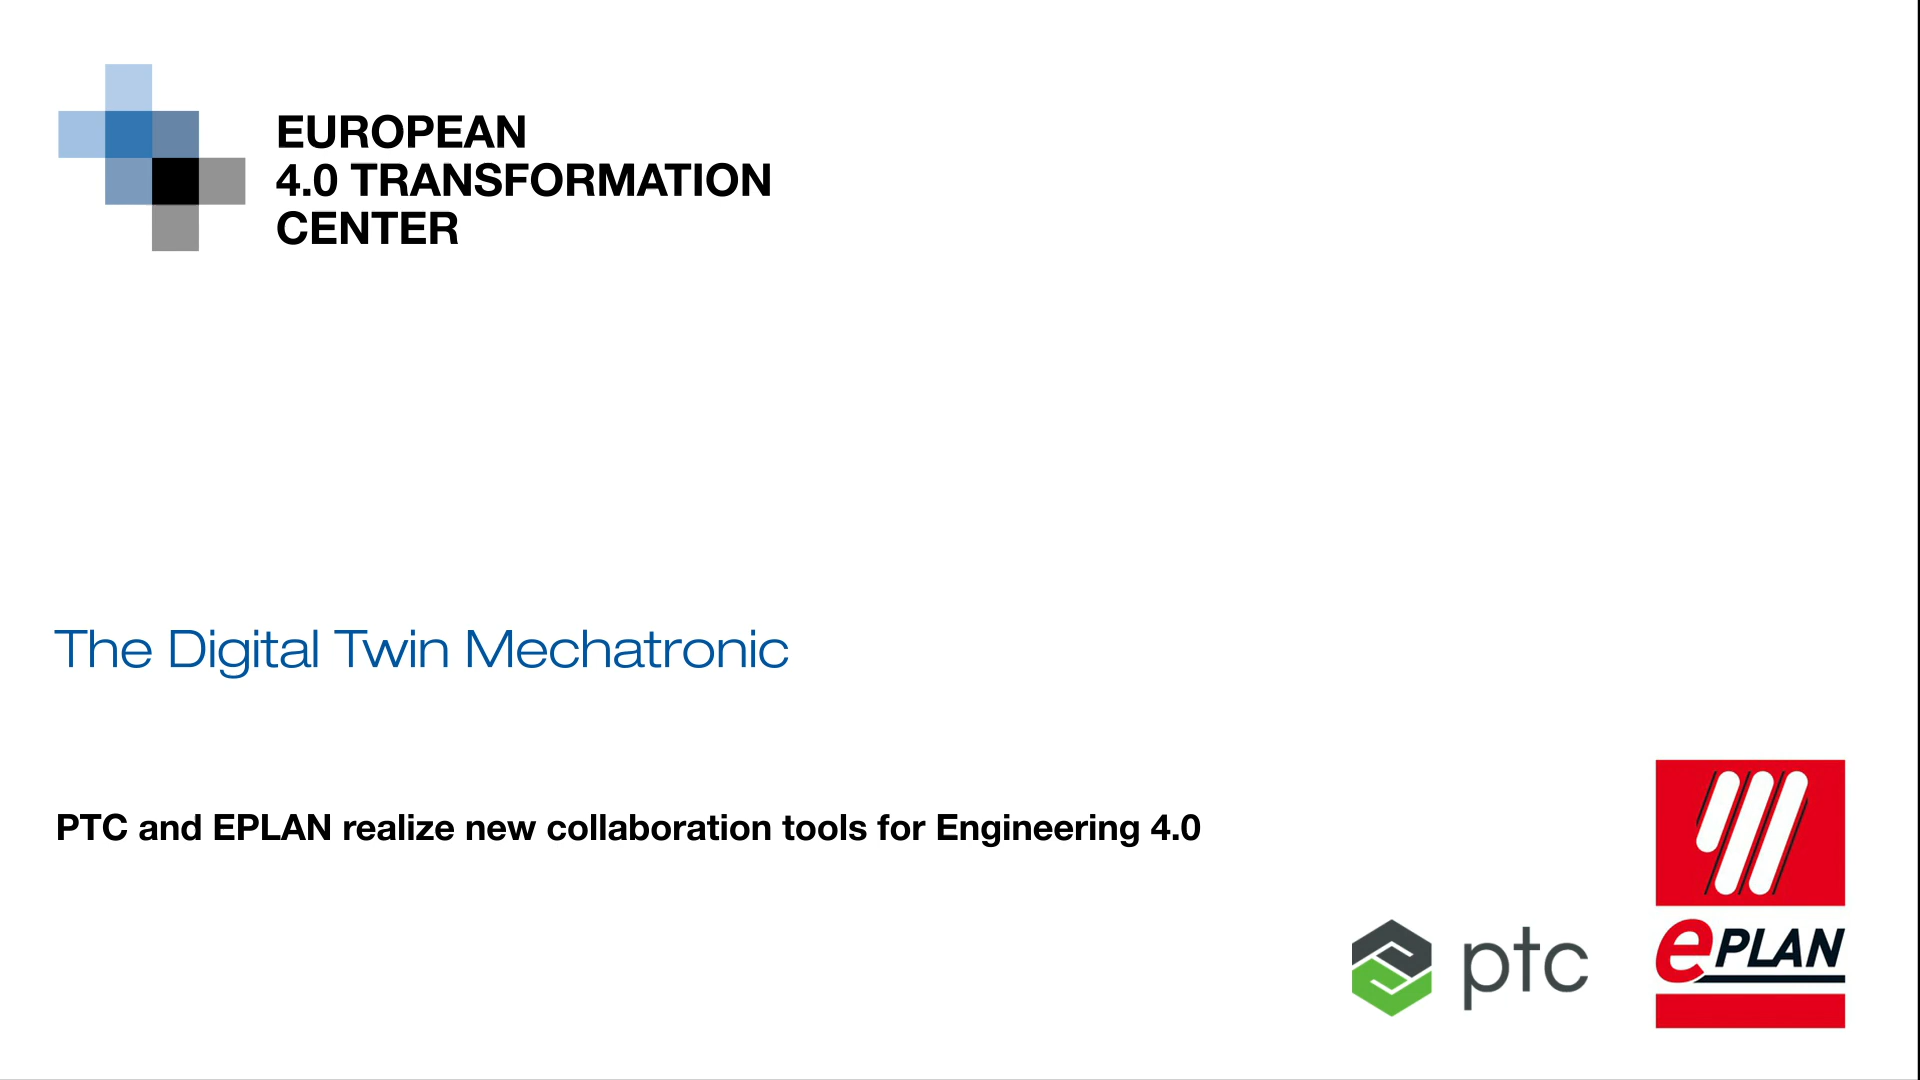 EUROPEAN
4.0 TRANSFORMATION
CENTER
The Digital Twin Mechatronic
PTC and EPLAN realize new collaboration tools for Engineering 4.0
ptc
ePLAN